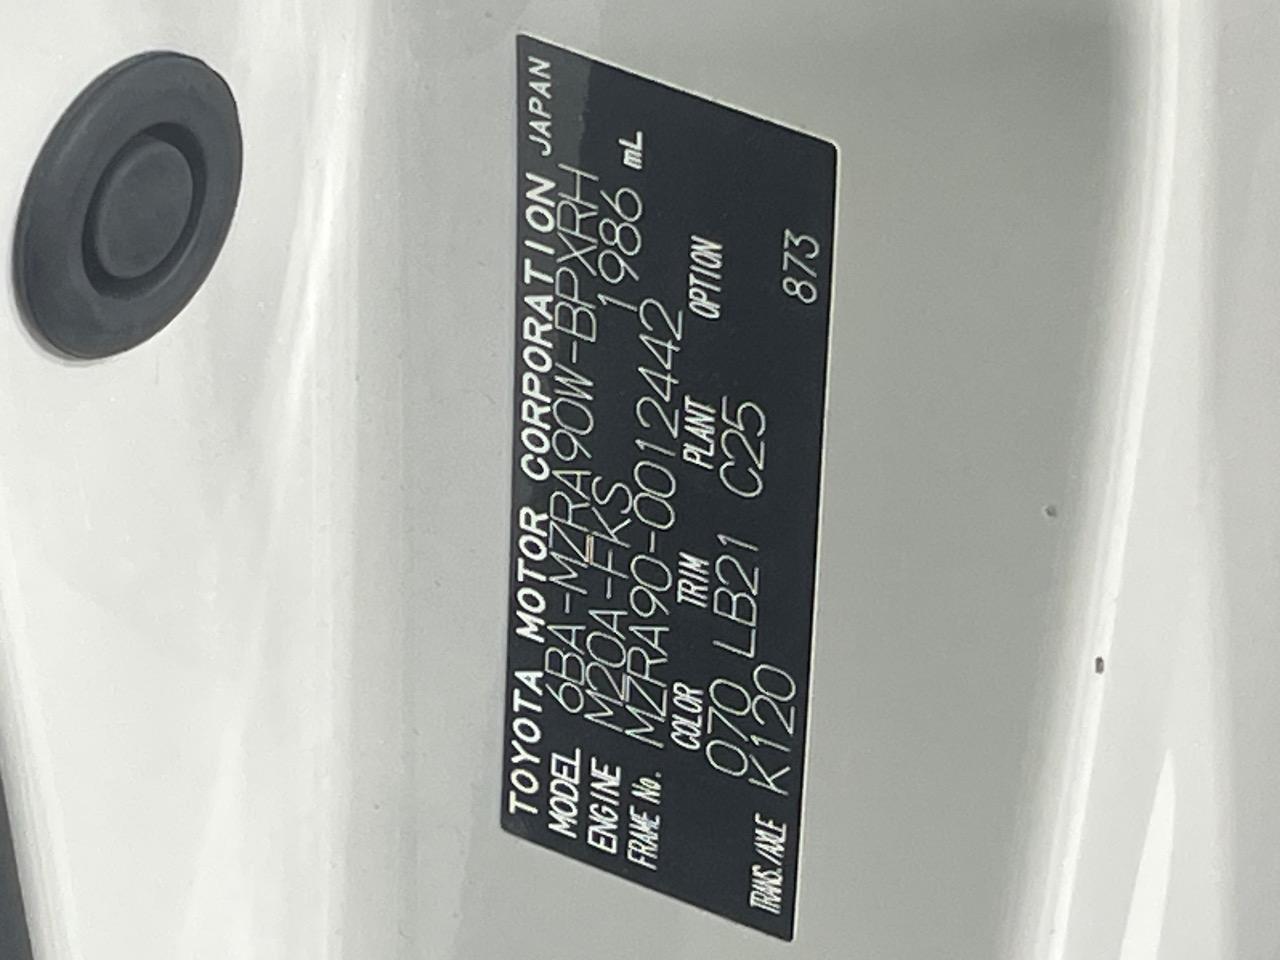 TOYOTA MOTOR CORPORATION JAPAN
MODEL 6BA-MZRA90W-BPXRH
ENGINE M20A-FKS 1986 mL
FRAME No. MZRA90-0012442
COLOR TRIM PLANT OPTION
070 LB21 C25
TRANS./AXLE K120 873